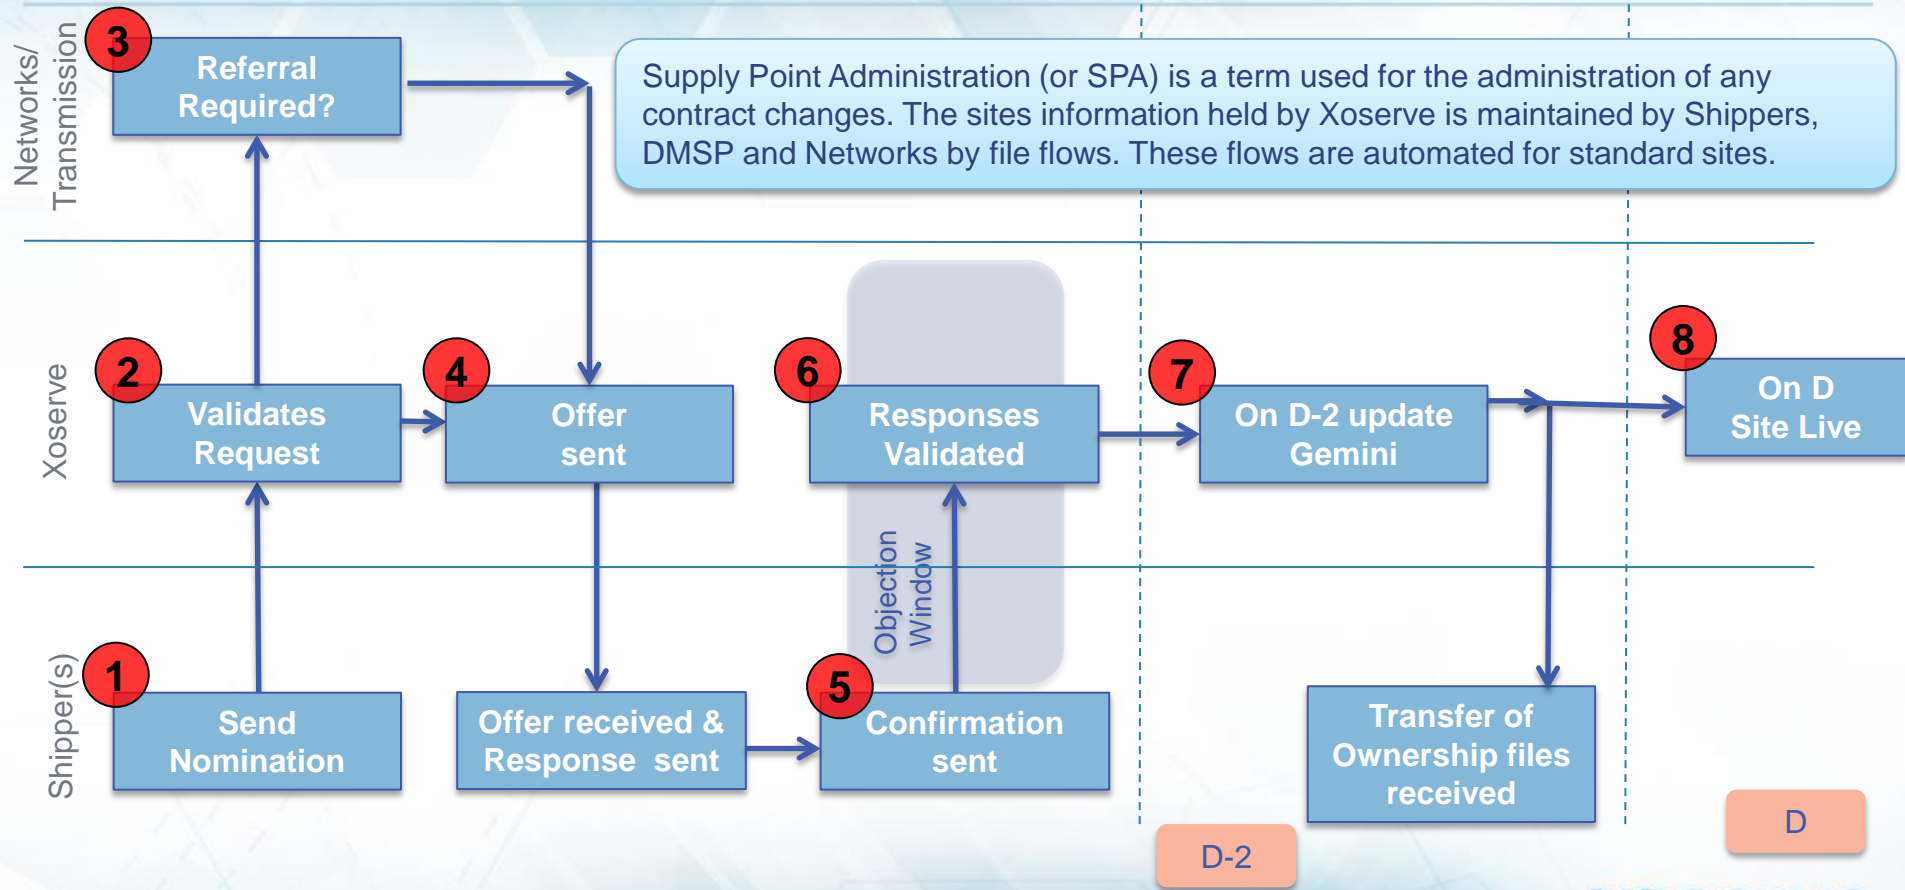 Networks/
Transmission
3
Referral
Required?
Supply Point Administration (or SPA) is a term used for the administration of any
contract changes. The sites information held by Xoserve is maintained by Shippers,
DMSP and Networks by file flows. These flows are automated for standard sites.
Xoserve
2
Validates
Request
4
Offer
sent
6
Responses
Validated
7
On D-2 update
Gemini
8
On D
Site Live
Objection
Window
Shipper(s)
1
Send
Nomination
Offer received &
Response sent
5
Confirmation
sent
Transfer of
Ownership files
received
D-2
D